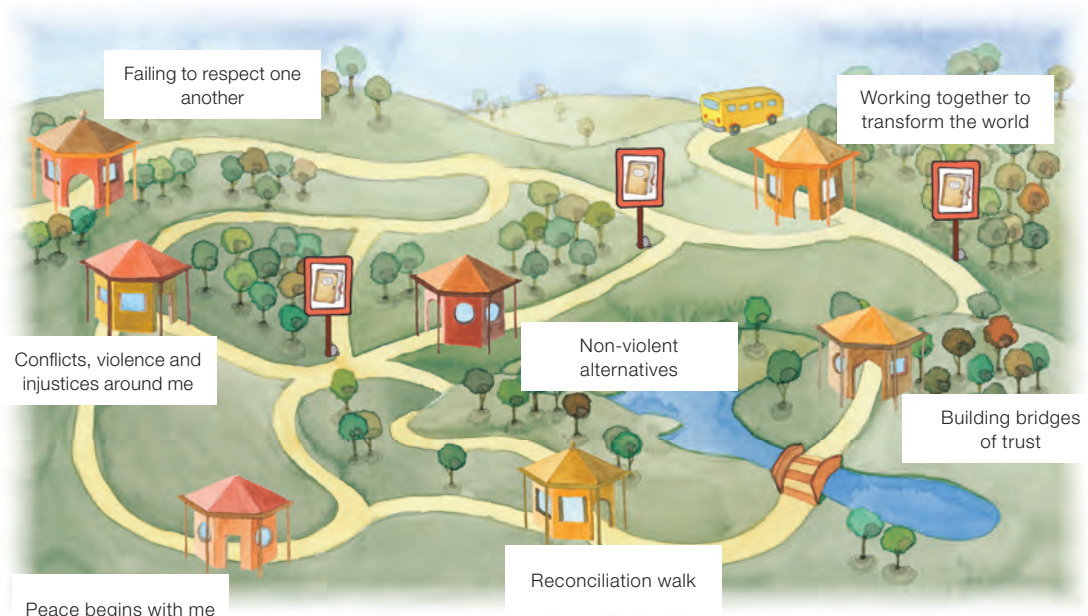 Failing to respect one
another
Working together to
transform the world
Conflicts, violence and
injustices around me
Non-violent
alternatives
Building bridges
of trust
Reconciliation walk
Peace begins with me